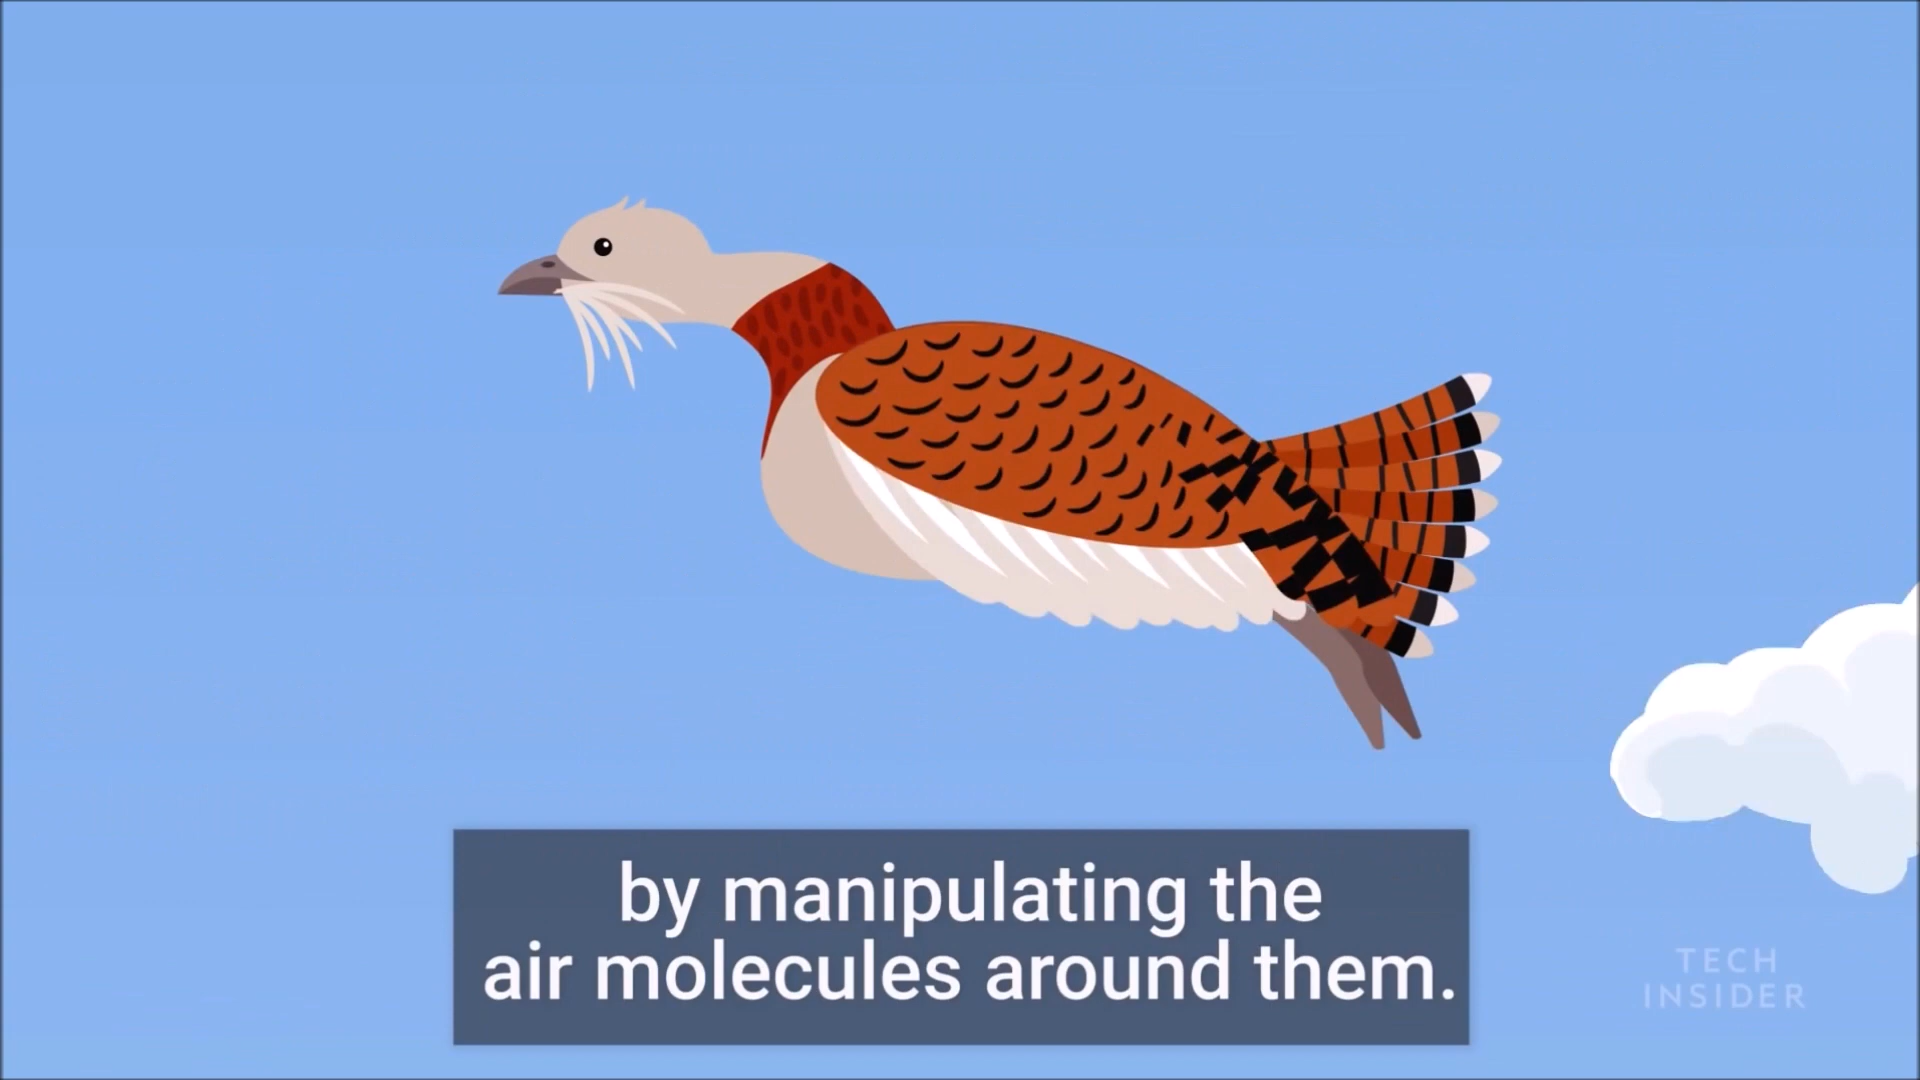 by manipulating the
air molecules around them.
TECH
INSIDER